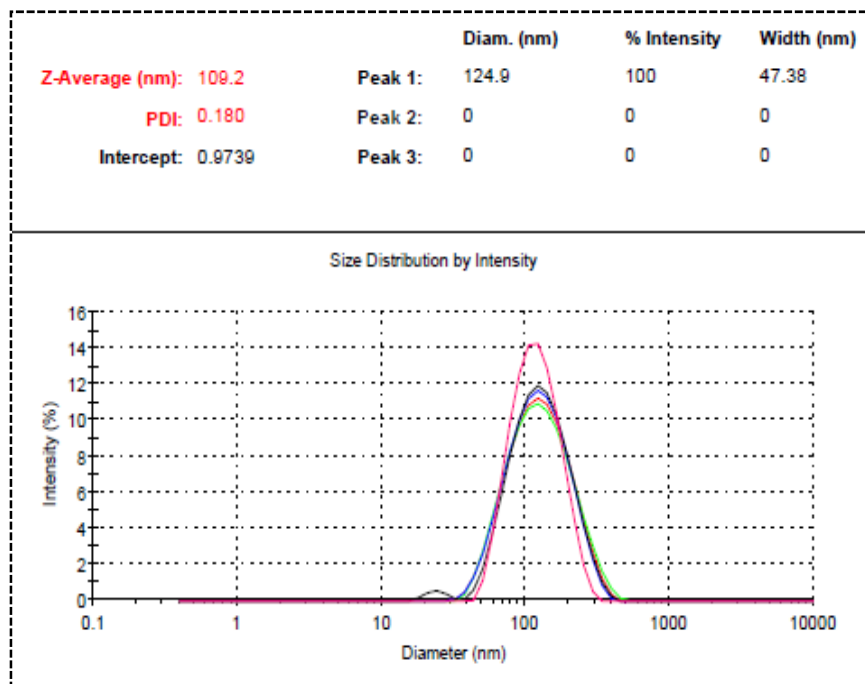 Diam. (nm) % Intensity Width (nm)
Z-Average (nm): 109.2 Peak 1: 124.9 100 47.38
PDI: 0.180 Peak 2: 0 0 0
Intercept: 0.9739 Peak 3: 0 0 0
Size Distribution by Intensity
16
14
12
10
8
6
4
2
0
Intensity (%)
0.1 1 10 100 1000 10000
Diameter (nm)